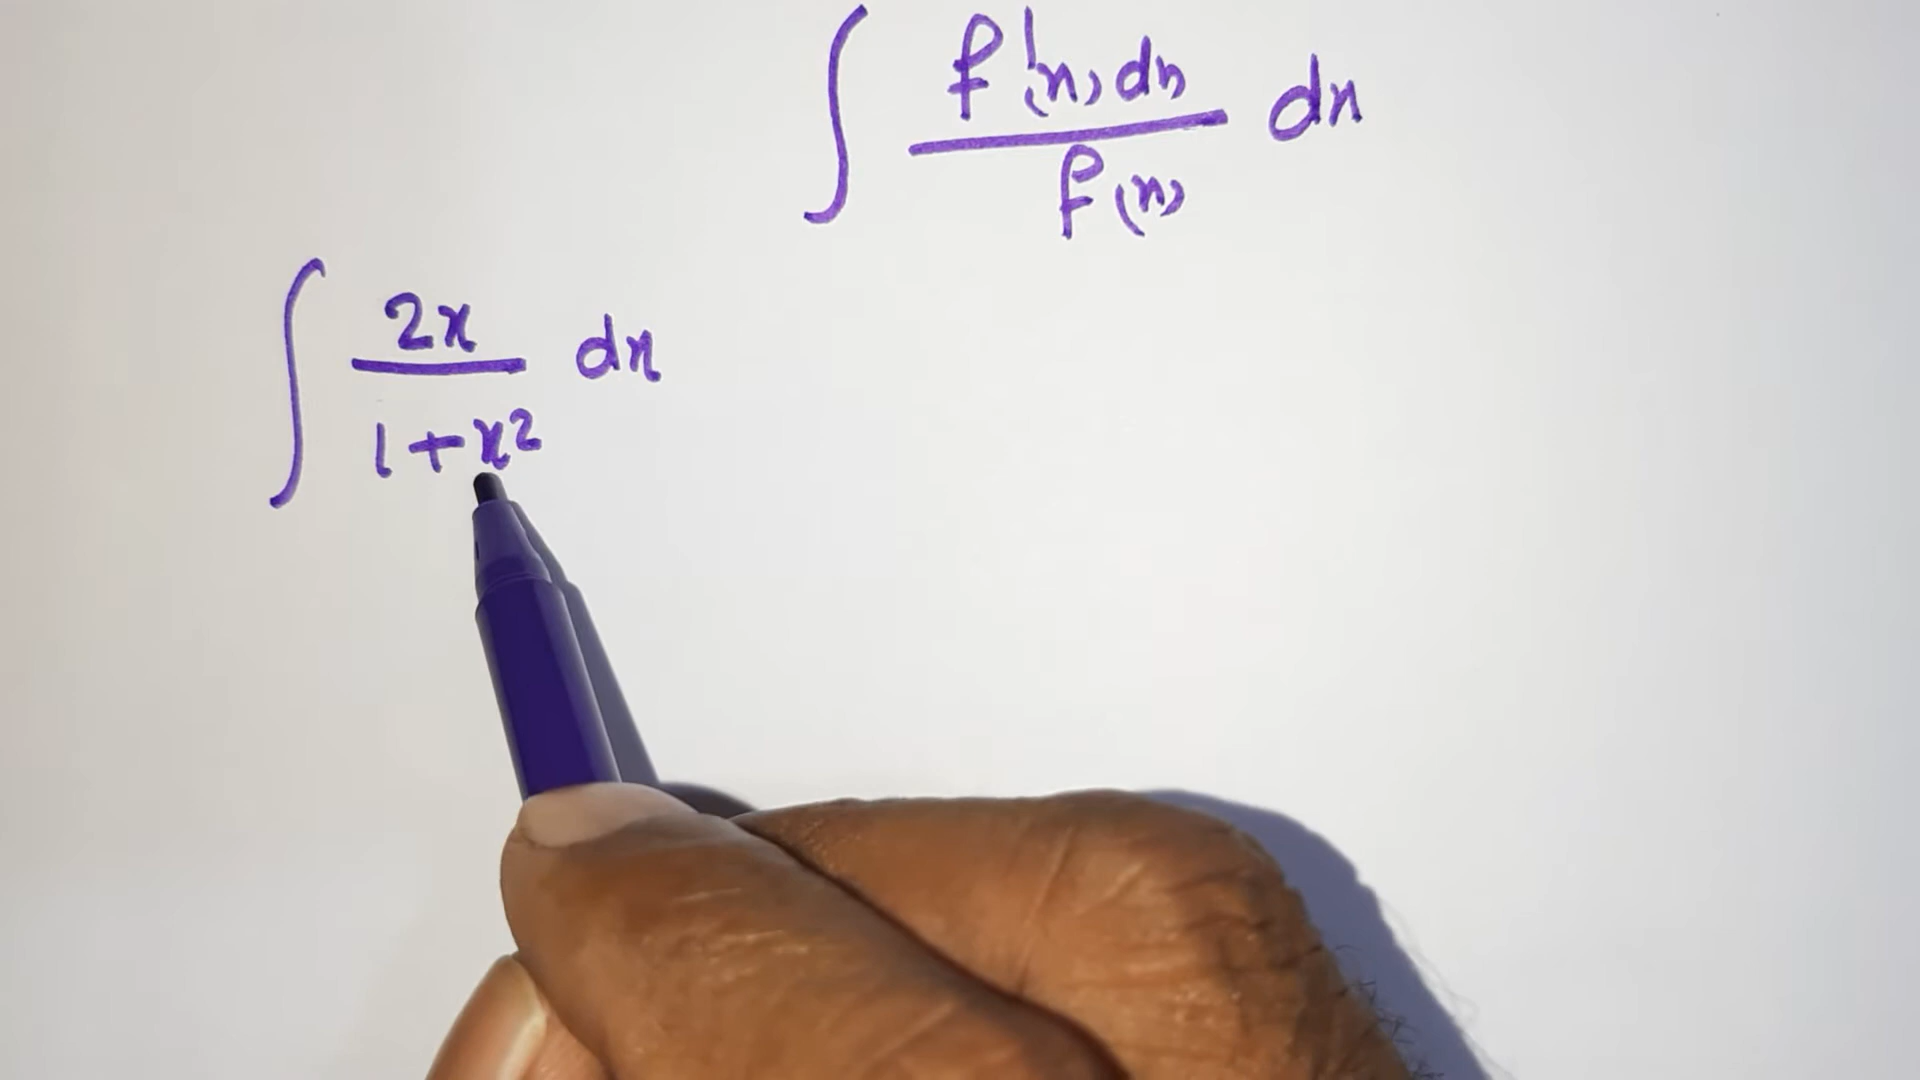 ∫ f'(x) dx / f(x) dx
∫ 2x / 1+x² dx